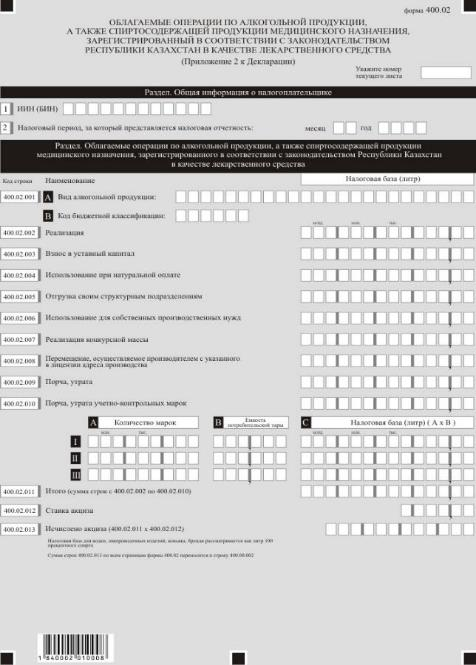 форма 400.02
ОБЛАГАЕМЫЕ ОПЕРАЦИИ ПО АЛКОГОЛЬНОЙ ПРОДУКЦИИ,
А ТАКЖЕ СПИРТОСОДЕРЖАЩЕЙ ПРОДУКЦИИ МЕДИЦИНСКОГО НАЗНАЧЕНИЯ,
ЗАРЕГИСТРИРОВАННЫЙ В СООТВЕТСТВИИ С ЗАКОНОДАТЕЛЬСТВОМ
РЕСПУБЛИКИ КАЗАХСТАН В КАЧЕСТВЕ ЛЕКАРСТВЕННОГО СРЕДСТВА
(Приложение 2 к Декларации)
Укажите номер
текущего листа
Раздел. Общая информация о налогоплательщике
1 ИИН (БИН)
2 Налоговый период, за который представляется налоговая отчетность: месяц год
Раздел. Облагаемые операции по алкогольной продукции, а также спиртосодержащей продукции
медицинского назначения, зарегистрированного в соответствии с законодательством Республики Казахстан
в качестве лекарственного средства
Код строки Наименование Налоговая база (литр)
400.02.001 A Вид алкогольной продукции:
B Код бюджетной классификации:
млрд. млн. тыс.
400.02.002 Реализация
400.02.003 Взнос в уставный капитал
400.02.004 Использование при натуральной оплате
400.02.005 Отгрузка своим структурным подразделениям
400.02.006 Использование для собственных производственных нужд
400.02.007 Реализация конкурсной массы
400.02.008 Перемещение, осуществляемое производителем с указанного
в лицензии адреса производства
400.02.009 Порча, утрата
400.02.010 Порча, утрата учетно-контрольных марок
A Количество марок B Емкость
потребительской тары C Налоговая база (литр) ( А х В )
млн. тыс. млрд. млн. тыс.
I
II
III
400.02.011 Итого (сумма строк с 400.02.002 по 400.02.010)
400.02.012 Ставка акциза
400.02.013 Исчислено акциза (400.02.011 х 400.02.012)
Налоговая база для водки, ликероводочных изделий, коньяка, бренди рассматривается как литр 100
процентного спирта
Сумма строк 400.02.013 по всем страницам формы 400.02 переносится в строку 400.00.002
1840002010008